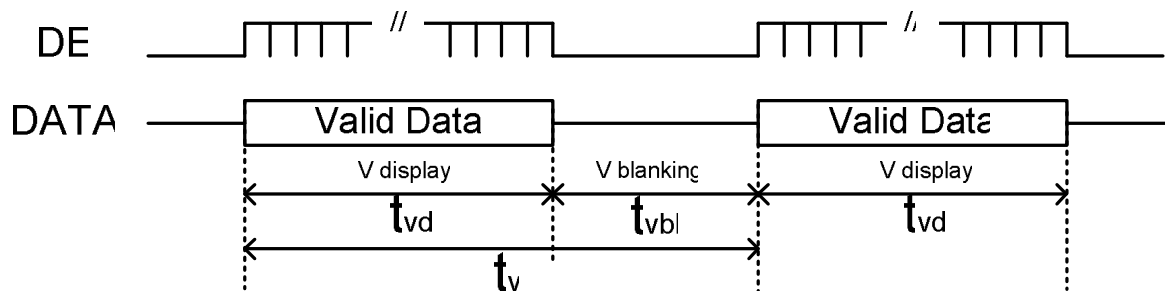 DE // //
DATA Valid Data Valid Data
V display V blanking V display
tvd tvbl tvd
tv